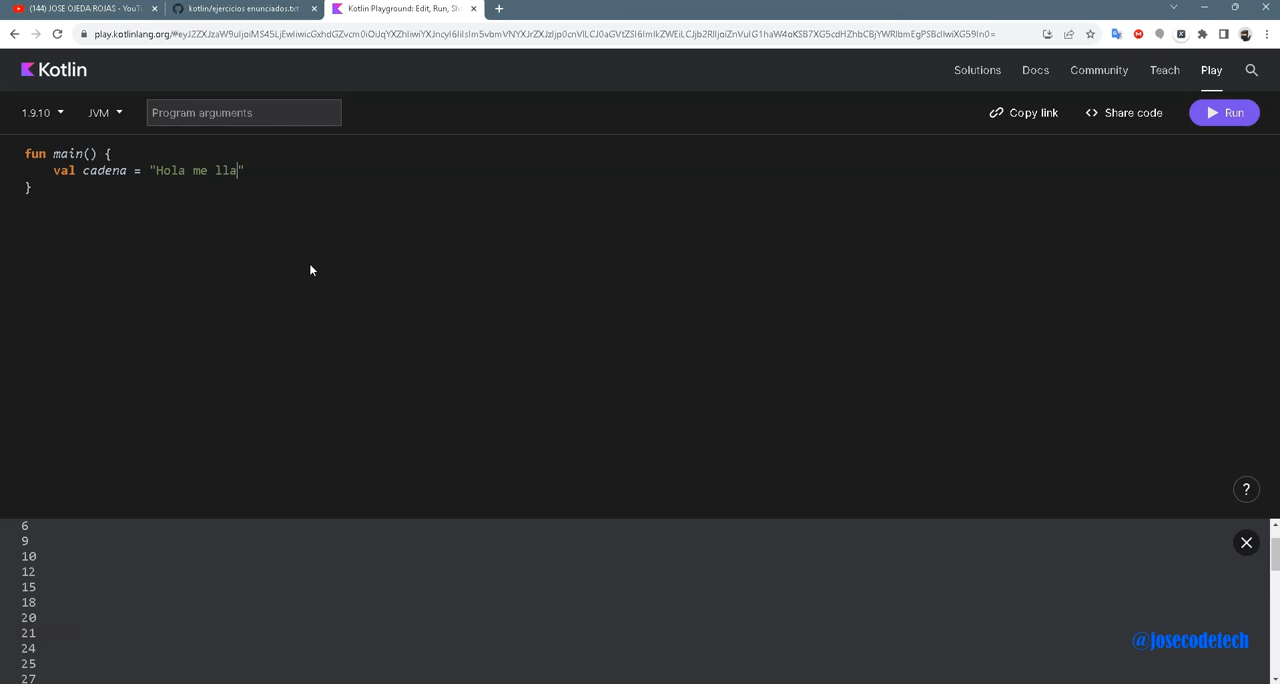 (144) JOSE OJEDA ROJAS - YouT
kotlin/ejercicios enunciados.txt
Kotlin Playground: Edit, Run, Sh
Kotlin
Solutions
Docs
Community
Teach
Play
1.9.10
JVM
Program arguments
Copy link
<> Share code
Run
fun main() {
val cadena = "Hola me lla"
}
?
6
9
10
12
15
18
20
21
24
25
27
@josecodetech